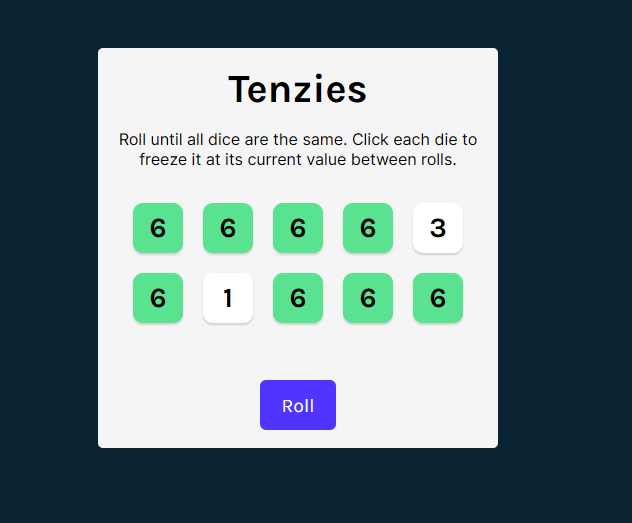 Tenzies
Roll until all dice are the same. Click each die to
freeze it at its current value between rolls.
6 6 6 6 3
6 1 6 6 6
Roll